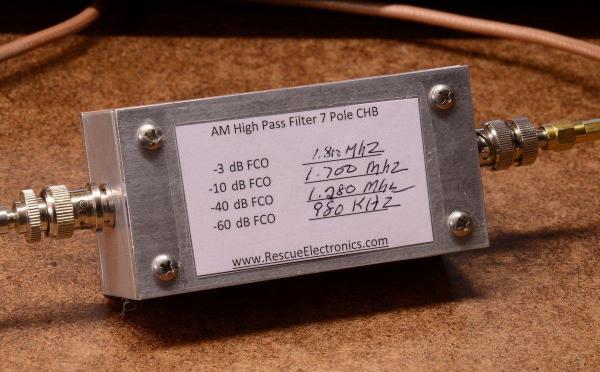 AM High Pass Filter 7 Pole CHB
-3 dB FCO 1.810 Mhz
-10 dB FCO 1.700 Mhz
-40 dB FCO 1.280 Mhz
-60 dB FCO 980 KHz
www.RescueElectronics.com